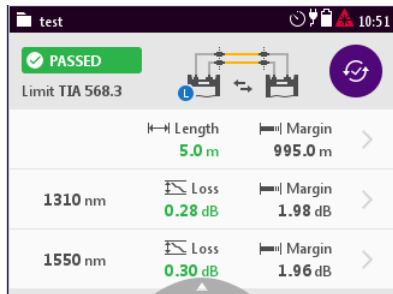 test 10:51
PASSED
Limit TIA 568.3
L
Length Margin
5.0 m 995.0 m
1310 nm Loss Margin
0.28 dB 1.98 dB
1550 nm Loss Margin
0.30 dB 1.96 dB